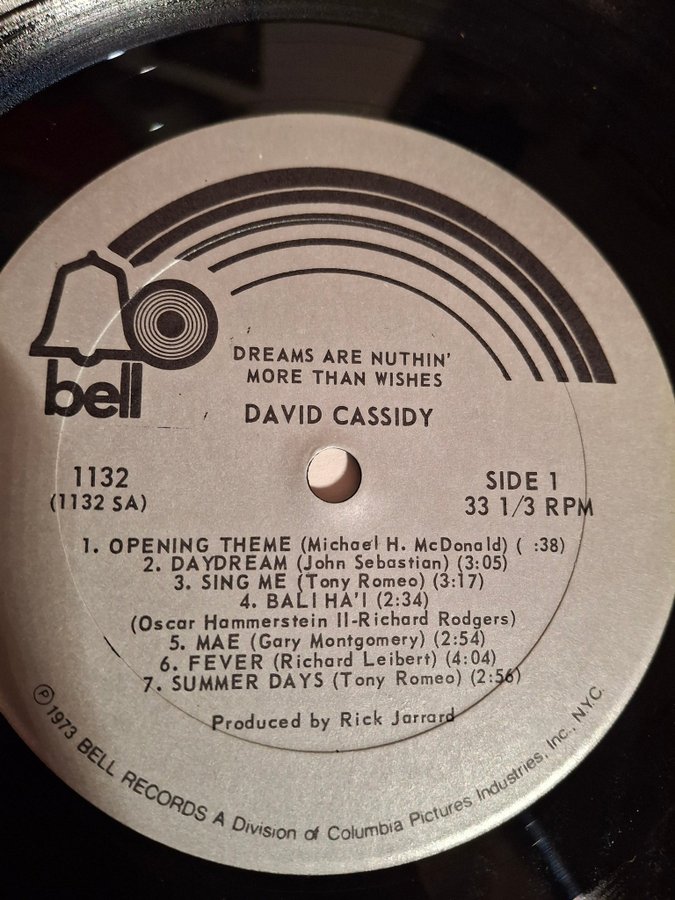 DREAMS ARE NUTHIN'
MORE THAN WISHES
bell
DAVID CASSIDY
1132
(1132 SA)
SIDE 1
33 1/3 RPM
1. OPENING THEME (Michael H. McDonald) ( :38)
2. DAYDREAM (John Sebastian) (3:05)
3. SING ME (Tony Romeo) (3:17)
4. BALI HA'I (2:34)
(Oscar Hammerstein II-Richard Rodgers)
5. MAE (Gary Montgomery) (2:54)
6. FEVER (Richard Leibert) (4:04)
7. SUMMER DAYS (Tony Romeo) (2:56)
Produced by Rick Jarrard
Ⓟ 1973 BELL RECORDS A Division of Columbia Pictures Industries, Inc., N.Y.C.